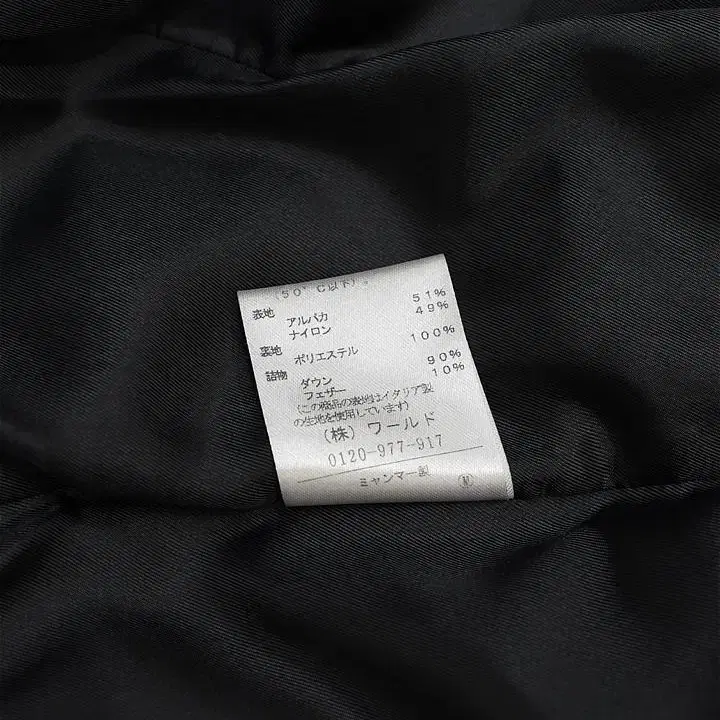 (50°C以下)。
表地
アルパカ 51%
ナイロン 49%
裏地
ポリエステル 100%
詰物
ダウン 90%
フェザー 10%
(この商品の表地はイタリア製
の生地を使用しています)
(株) ワールド
0120-977-917
ミャンマー製 Ⓜ